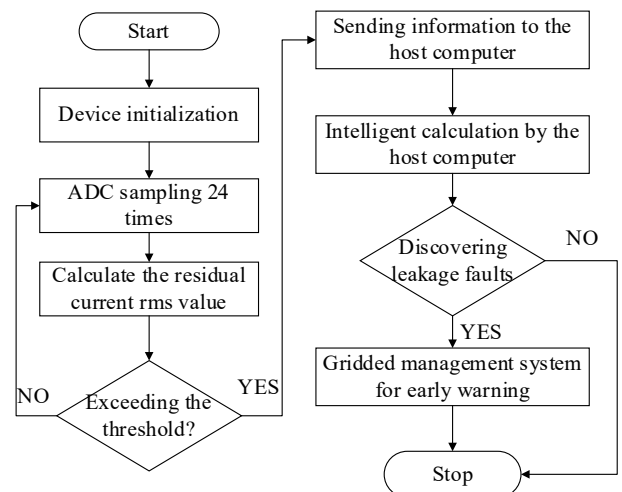 Start
Device initialization
ADC sampling 24
times
Calculate the residual
current rms value
Exceeding the
threshold?
NO
YES
Sending information to the
host computer
Intelligent calculation by the
host computer
Discovering
leakage faults
NO
YES
Gridded management system
for early warning
Stop